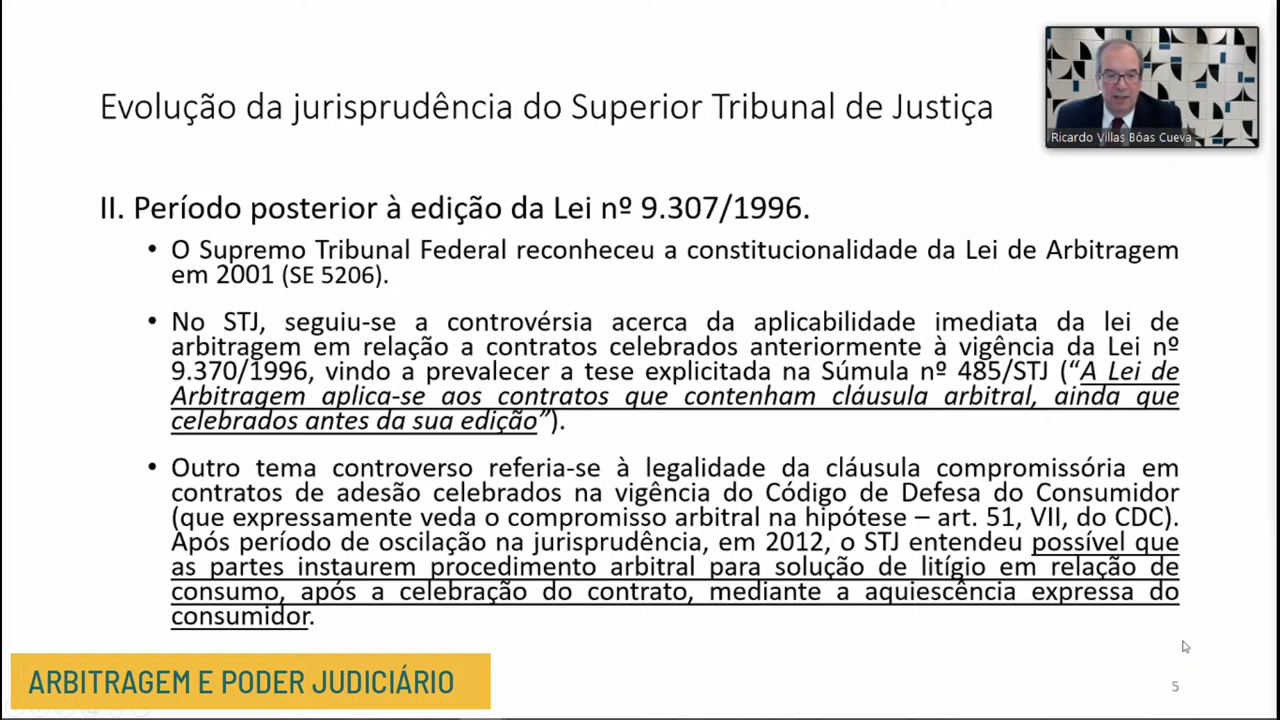 Evolução da jurisprudência do Superior Tribunal de Justiça
Ricardo Villas Bôas Cueva
II. Período posterior à edição da Lei nº 9.307/1996.
• O Supremo Tribunal Federal reconheceu a constitucionalidade da Lei de Arbitragem
em 2001 (SE 5206).
• No STJ, seguiu-se a controvérsia acerca da aplicabilidade imediata da lei de
arbitragem em relação a contratos celebrados anteriormente à vigência da Lei nº
9.370/1996, vindo a prevalecer a tese explicitada na Súmula nº 485/STJ (“A Lei de
Arbitragem aplica-se aos contratos que contenham cláusula arbitral, ainda que
celebrados antes da sua edição”).
• Outro tema controverso referia-se à legalidade da cláusula compromissória em
contratos de adesão celebrados na vigência do Código de Defesa do Consumidor
(que expressamente veda o compromisso arbitral na hipótese – art. 51, VII, do CDC).
Após período de oscilação na jurisprudência, em 2012, o STJ entendeu possível que
as partes instaurem procedimento arbitral para solução de litígio em relação de
consumo, após a celebração do contrato, mediante a aquiescência expressa do
consumidor.
ARBITRAGEM E PODER JUDICIÁRIO
5